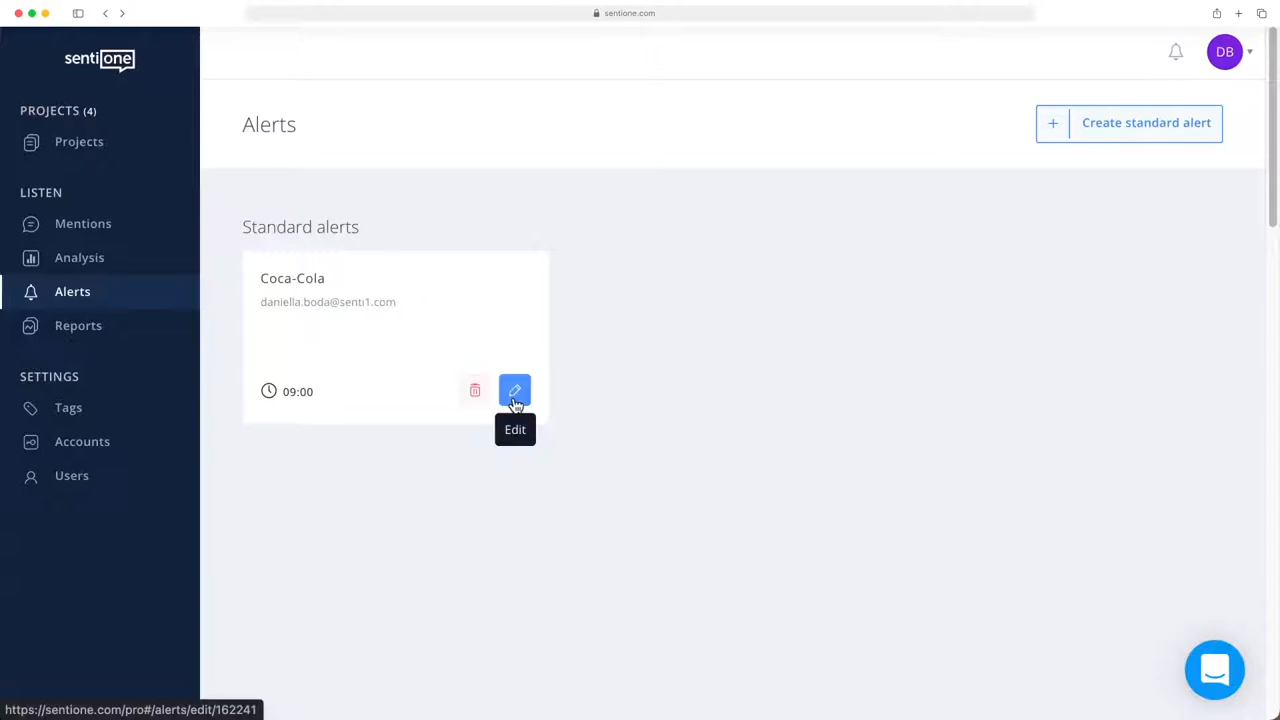 sentione.com
sentione
DB
PROJECTS (4)
Projects
LISTEN
Mentions
Analysis
Alerts
Reports
SETTINGS
Tags
Accounts
Users
Alerts
+ Create standard alert
Standard alerts
Coca-Cola
daniella.boda@senti1.com
09:00
Edit
https://sentione.com/pro#/alerts/edit/162241